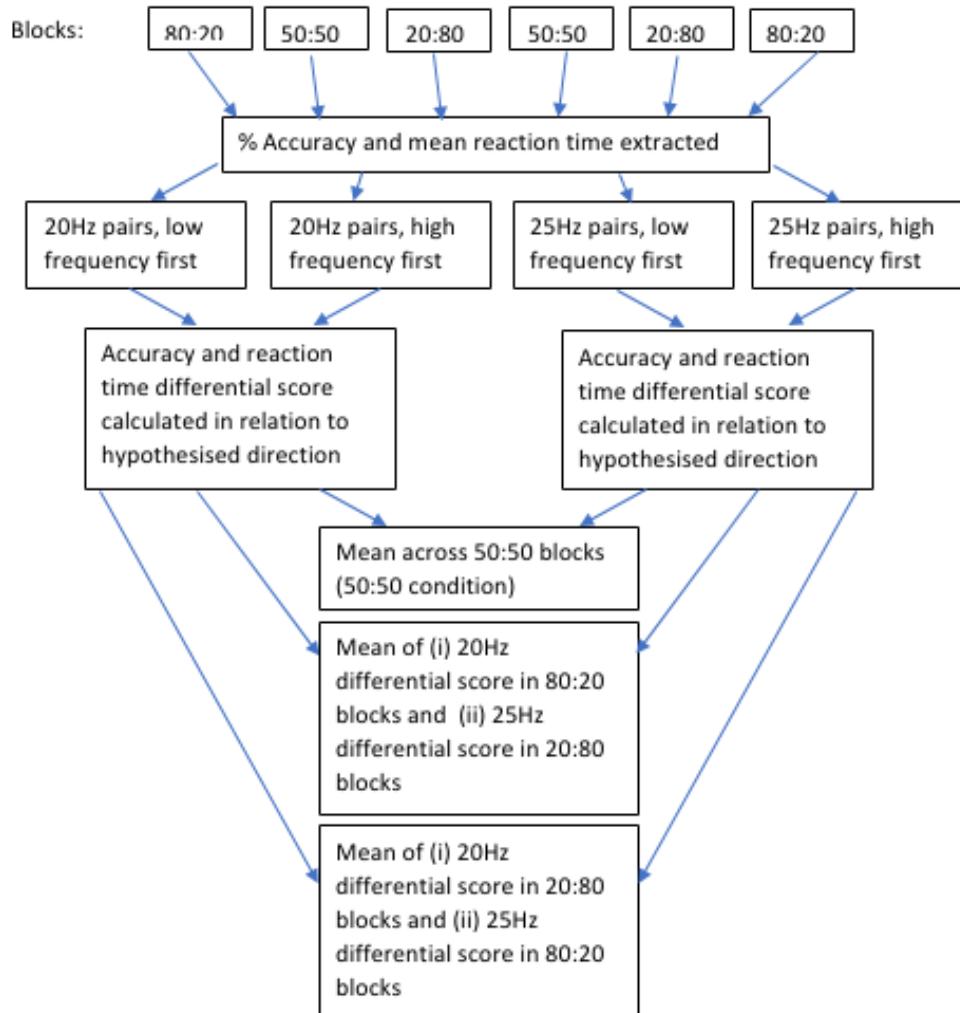 Blocks:
80:20
50:50
20:80
50:50
20:80
80:20
% Accuracy and mean reaction time extracted
20Hz pairs, low
frequency first
20Hz pairs, high
frequency first
25Hz pairs, low
frequency first
25Hz pairs, high
frequency first
Accuracy and reaction
time differential score
calculated in relation to
hypothesised direction
Accuracy and reaction
time differential score
calculated in relation to
hypothesised direction
Mean across 50:50 blocks
(50:50 condition)
Mean of (i) 20Hz
differential score in 80:20
blocks and (ii) 25Hz
differential score in 20:80
blocks
Mean of (i) 20Hz
differential score in 20:80
blocks and (ii) 25Hz
differential score in 80:20
blocks